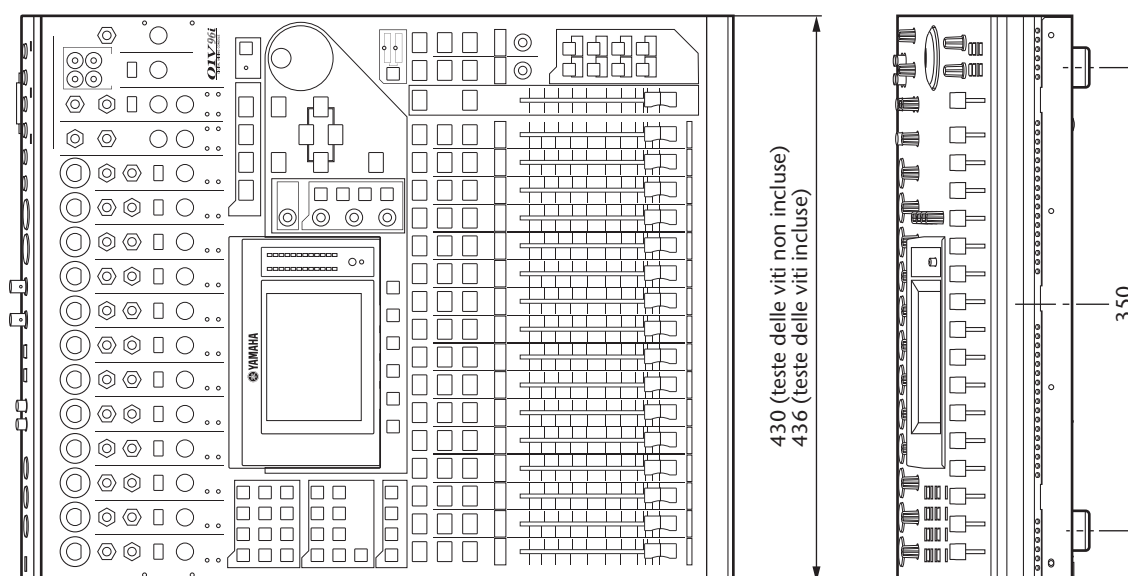 01V96i
YAMAHA
430 (teste delle viti non incluse)
436 (teste delle viti incluse)
350